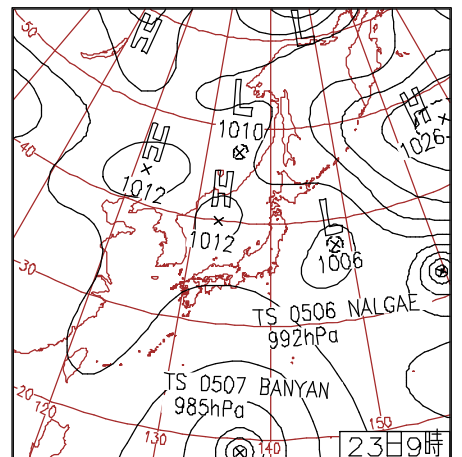 50
H
L
L
1010
H
1026
40
H
1012
H
1012
L
1006
30
TS 0506 NALGAE
992hPa
TS 0507 BANYAN
985hPa
20
120
130
140
150
23日9時